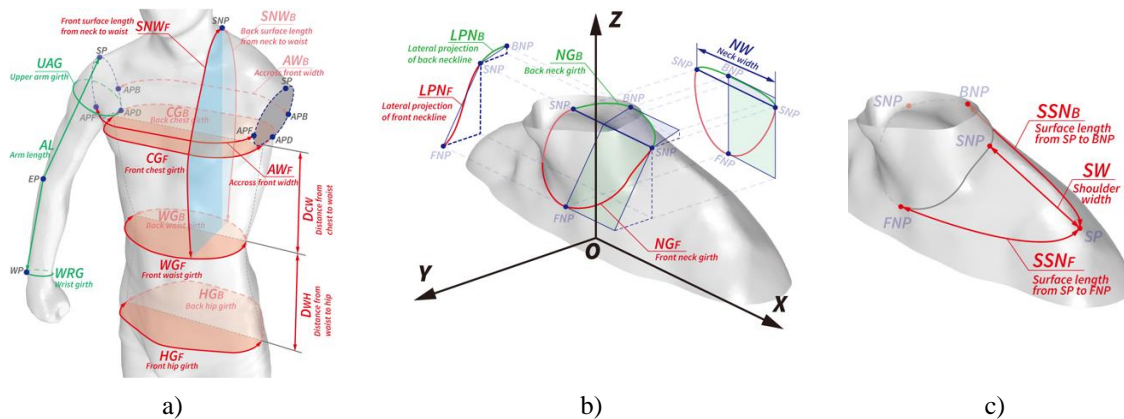 Front surface length
from neck to waist
SNWF
SNP
SNWB
Back surface length
from neck to waist
SP
UAG
Upper arm girth
AWB
Accross front width
SP
APB
APF
APD
CGB
Back chest girth
APB
APF
APD
AL
Arm length
CGF
Front chest girth
AWF
Accross front width
EP
DCW
Distance from
chest to waist
WGB
Back waist girth
WP
WRG
Wrist girth
WGF
Front waist girth
HGB
Back hip girth
DWH
Distance from
waist to hip
HGF
Front hip girth
a)
Z
LPNB
Lateral projection
of back neckline
BNP
SNP
NGB
Back neck girth
NW
Neck width
BNP
SNP
LPNF
Lateral projection
of front neckline
SNP
BNP
SNP
FNP
FNP
FNP
O
NGF
Front neck girth
Y
X
b)
SNP
BNP
SSNB
Surface length
from SP to BNP
SNP
SW
Shoulder
width
FNP
SP
SSNF
Surface length
from SP to FNP
c)